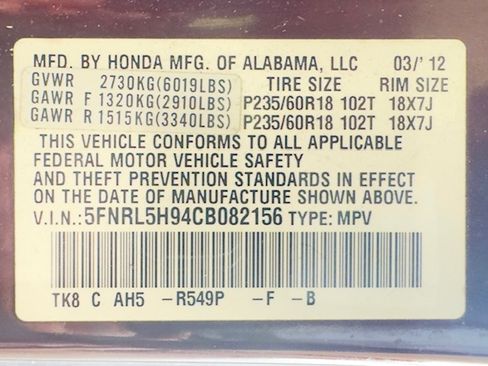 MFD. BY HONDA MFG. OF ALABAMA, LLC 03/' 12
GVWR 2730KG(6019LBS) TIRE SIZE RIM SIZE
GAWR F 1320KG(2910LBS) P235/60R18 102T 18X7J
GAWR R 1515KG(3340LBS) P235/60R18 102T 18X7J
THIS VEHICLE CONFORMS TO ALL APPLICABLE
FEDERAL MOTOR VEHICLE SAFETY
AND THEFT PREVENTION STANDARDS IN EFFECT
ON THE DATE OF MANUFACTURE SHOWN ABOVE.
V.I.N.:5FNRL5H94CB082156 TYPE: MPV
TK8 C AH5 -R549P -F -B